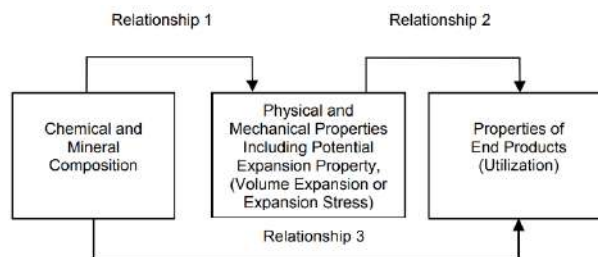 Relationship 1
Relationship 2
Chemical and
Mineral
Composition
Physical and
Mechanical Properties
Including Potential
Expansion Property,
(Volume Expansion or
Expansion Stress)
Properties of
End Products
(Utilization)
Relationship 3